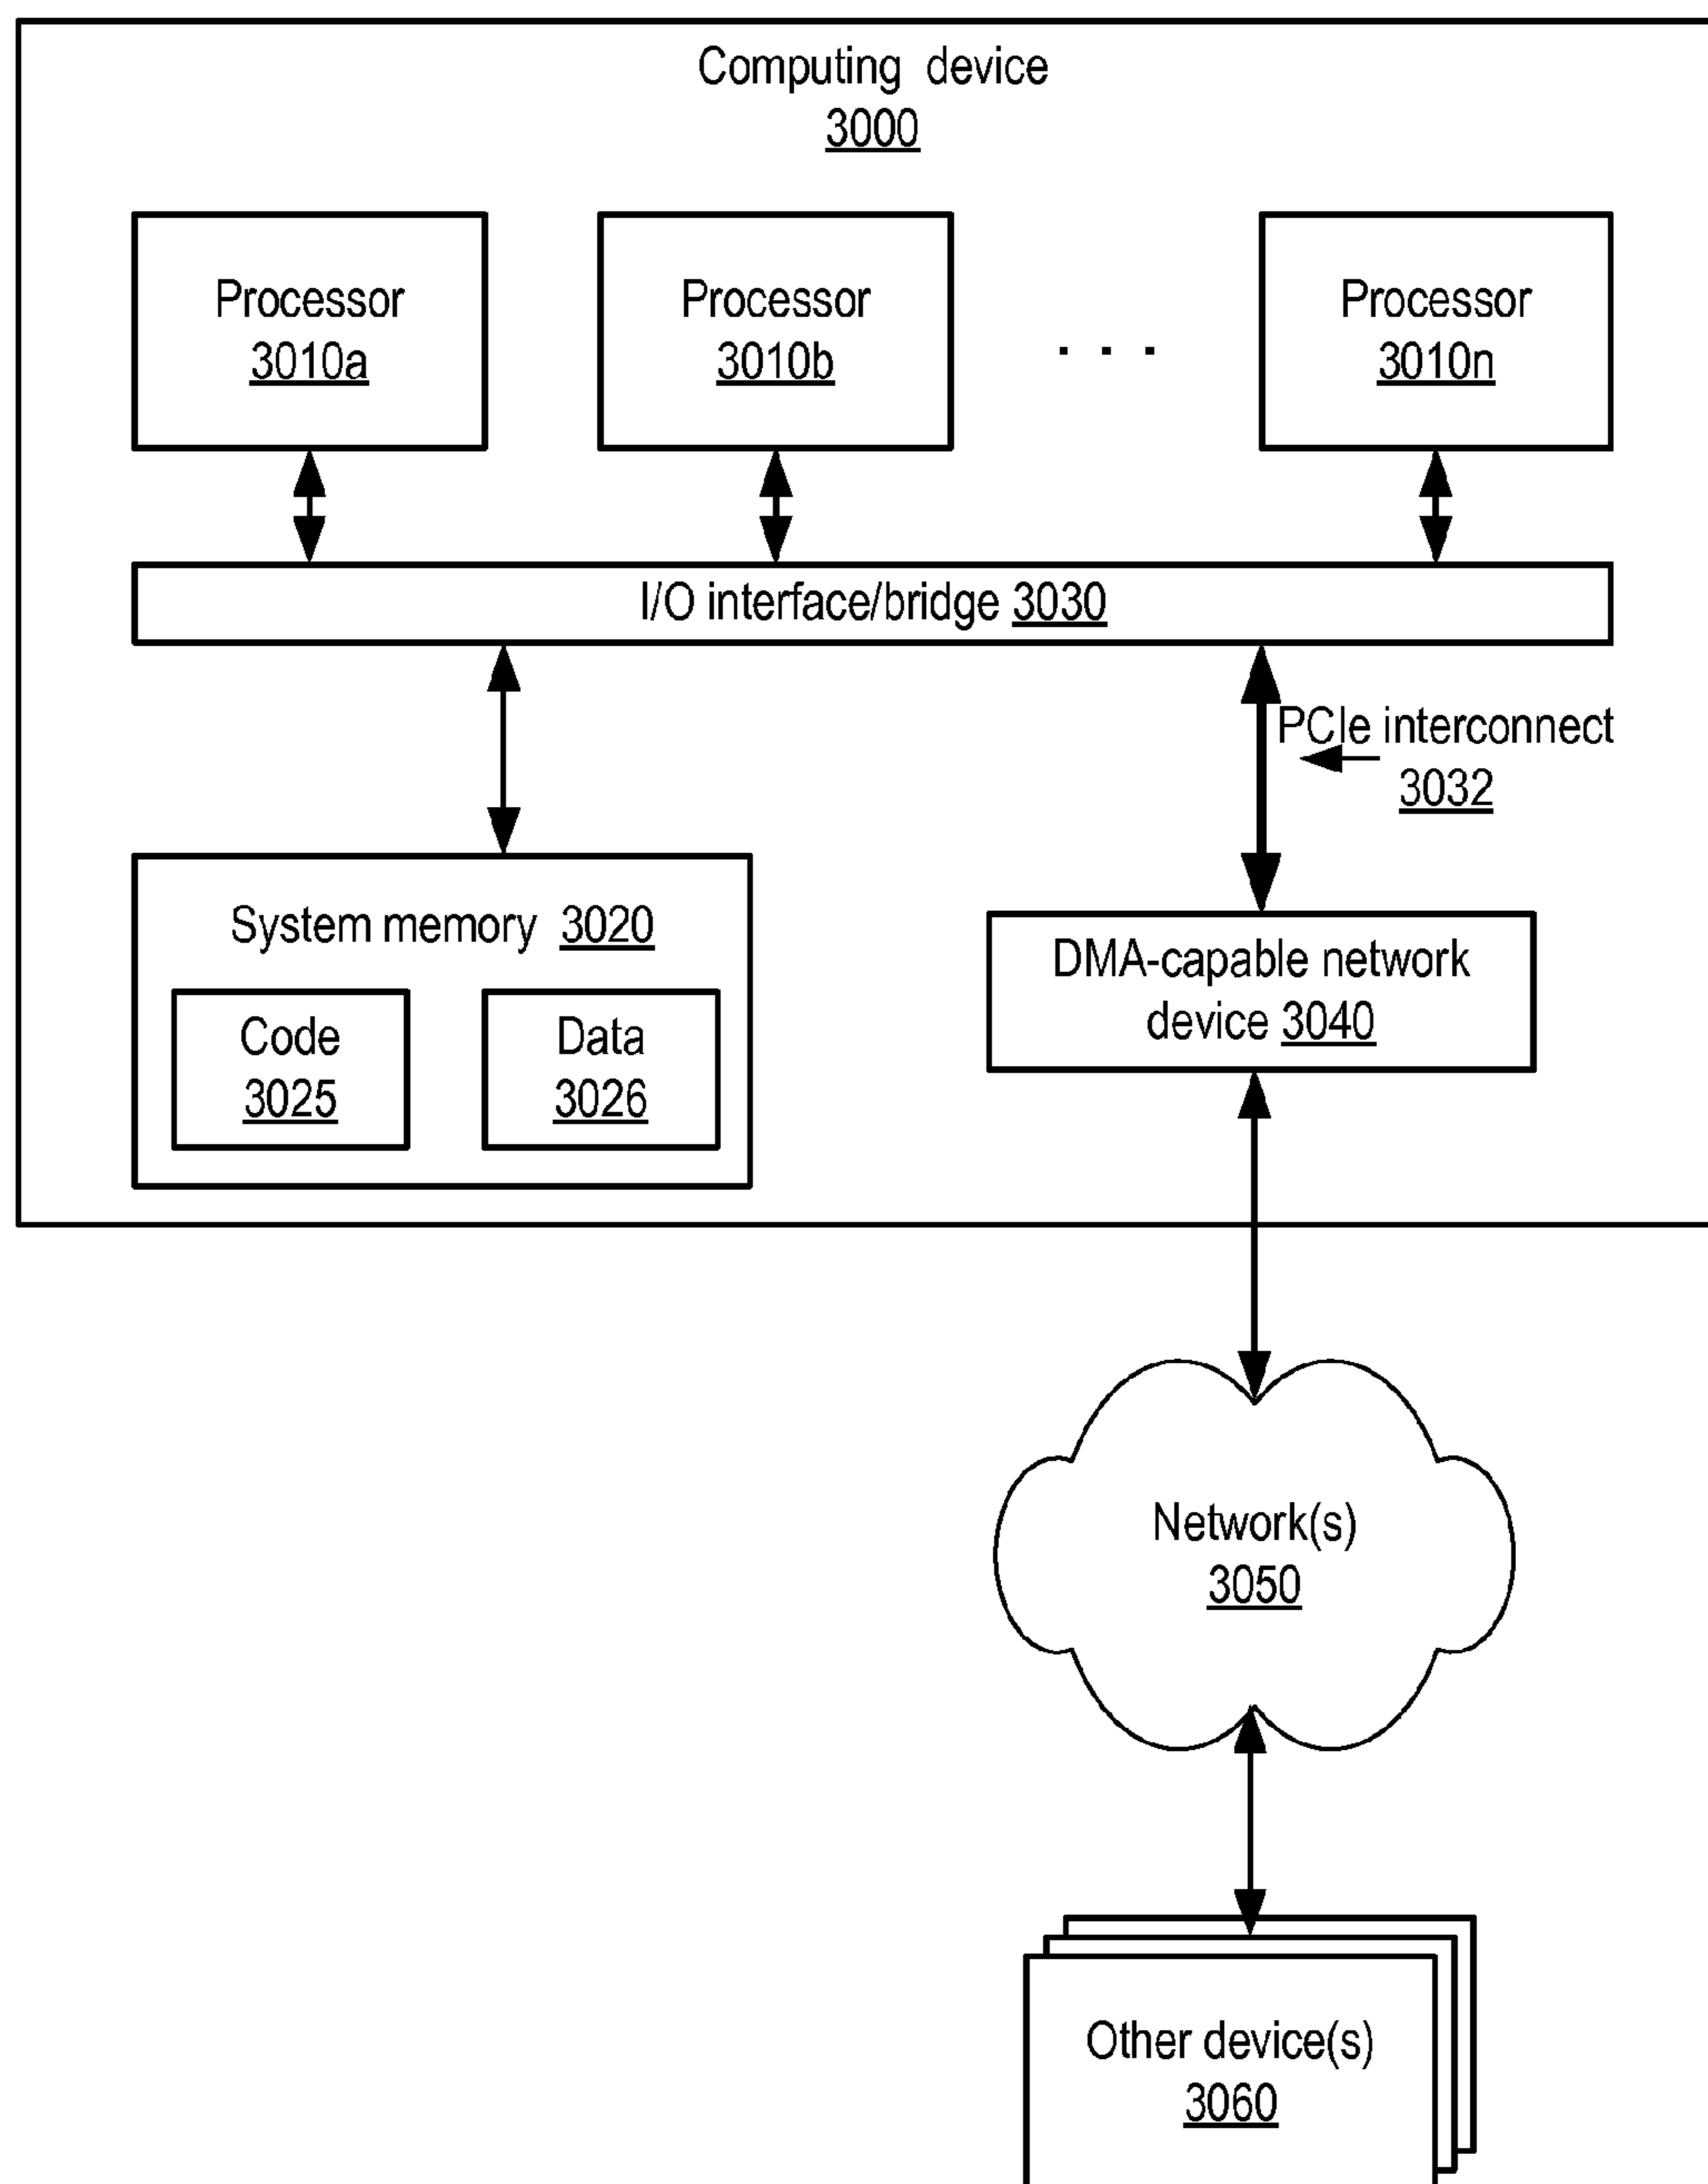 Computing device
3000
Processor
3010a
Processor
3010b
. . .
Processor
3010n
I/O interface/bridge 3030
PCIe interconnect
3032
System memory 3020
Code
3025
Data
3026
DMA-capable network
device 3040
Network(s)
3050
Other device(s)
3060